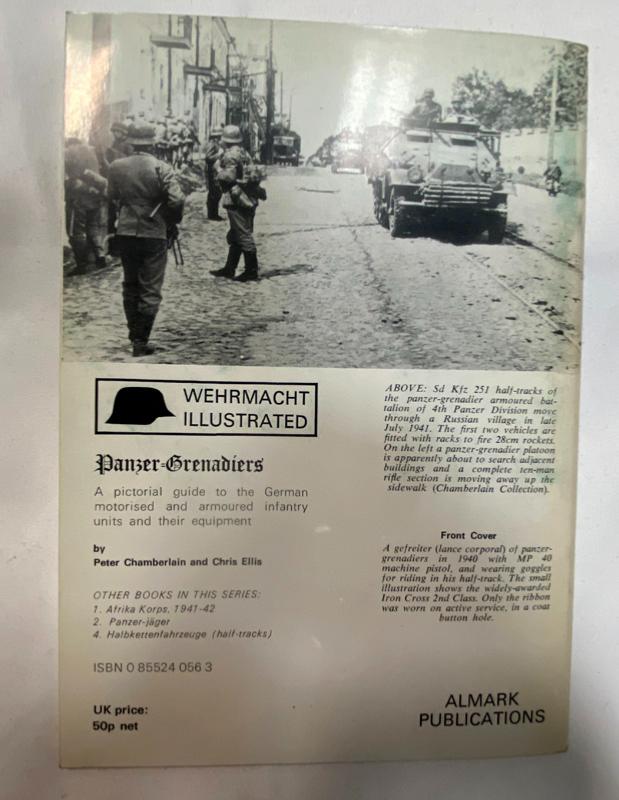 WEHRMACHT
ILLUSTRATED
Panzer-Grenadiers
A pictorial guide to the German
motorised and armoured infantry
units and their equipment
by
Peter Chamberlain and Chris Ellis
OTHER BOOKS IN THIS SERIES:
1. Afrika Korps, 1941-42
2. Panzer-jäger
4. Halbkettenfahrzeuge (half-tracks)
ISBN 0 85524 056 3
UK price:
50p net
ABOVE: Sd Kfz 251 half-tracks of
the panzer-grenadier armoured bat-
talion of 4th Panzer Division move
through a Russian village in late
July 1941. The first two vehicles are
fitted with racks to fire 28cm rockets.
On the left a panzer-grenadier platoon
is apparently about to search adjacent
buildings and a complete ten-man
rifle section is moving away up the
sidewalk (Chamberlain Collection).
Front Cover
A gefreiter (lance corporal) of panzer-
grenadiers in 1940 with MP 40
machine pistol, and wearing goggles
for riding in his half-track. The small
illustration shows the widely-awarded
Iron Cross 2nd Class. Only the ribbon
was worn on active service, in a coat
button hole.
ALMARK
PUBLICATIONS